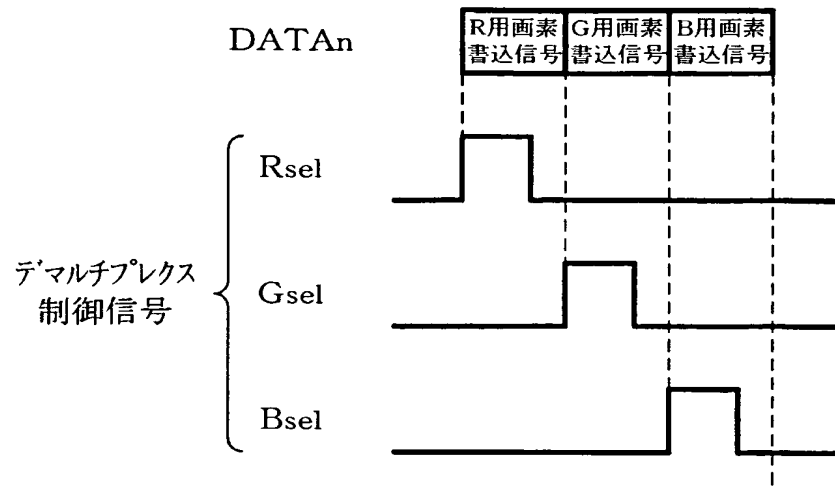 DATAn
R用画素
書込信号
G用画素
書込信号
B用画素
書込信号
Rsel
デマルチプレクス
制御信号
Gsel
Bsel